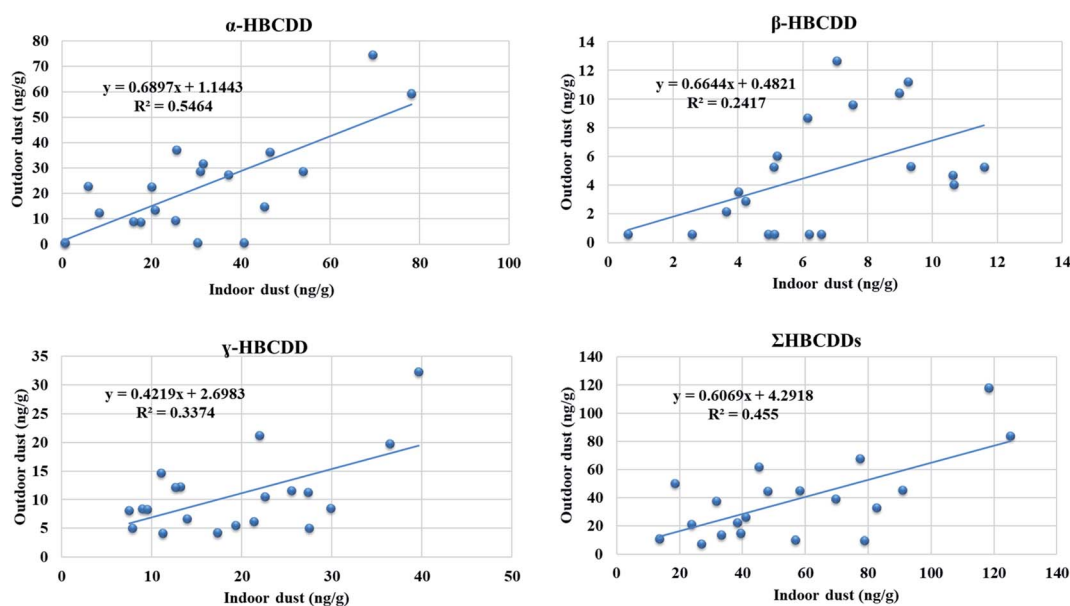 α-HBCDD
80
70
60
50
40
30
20
10
0
Outdoor dust (ng/g)
y = 0.6897x + 1.1443
R² = 0.5464
0 20 40 60 80 100
Indoor dust (ng/g)
β-HBCDD
14
12
10
8
6
4
2
0
Outdoor dust (ng/g)
y = 0.6644x + 0.4821
R² = 0.2417
0 2 4 6 8 10 12 14
Indoor dust (ng/g)
ɣ-HBCDD
35
30
25
20
15
10
5
0
Outdoor dust (ng/g)
y = 0.4219x + 2.6983
R² = 0.3374
0 10 20 30 40 50
Indoor dust (ng/g)
ΣHBCDDs
140
120
100
80
60
40
20
0
Outdoor dust (ng/g)
y = 0.6069x + 4.2918
R² = 0.455
0 20 40 60 80 100 120 140
Indoor dust (ng/g)